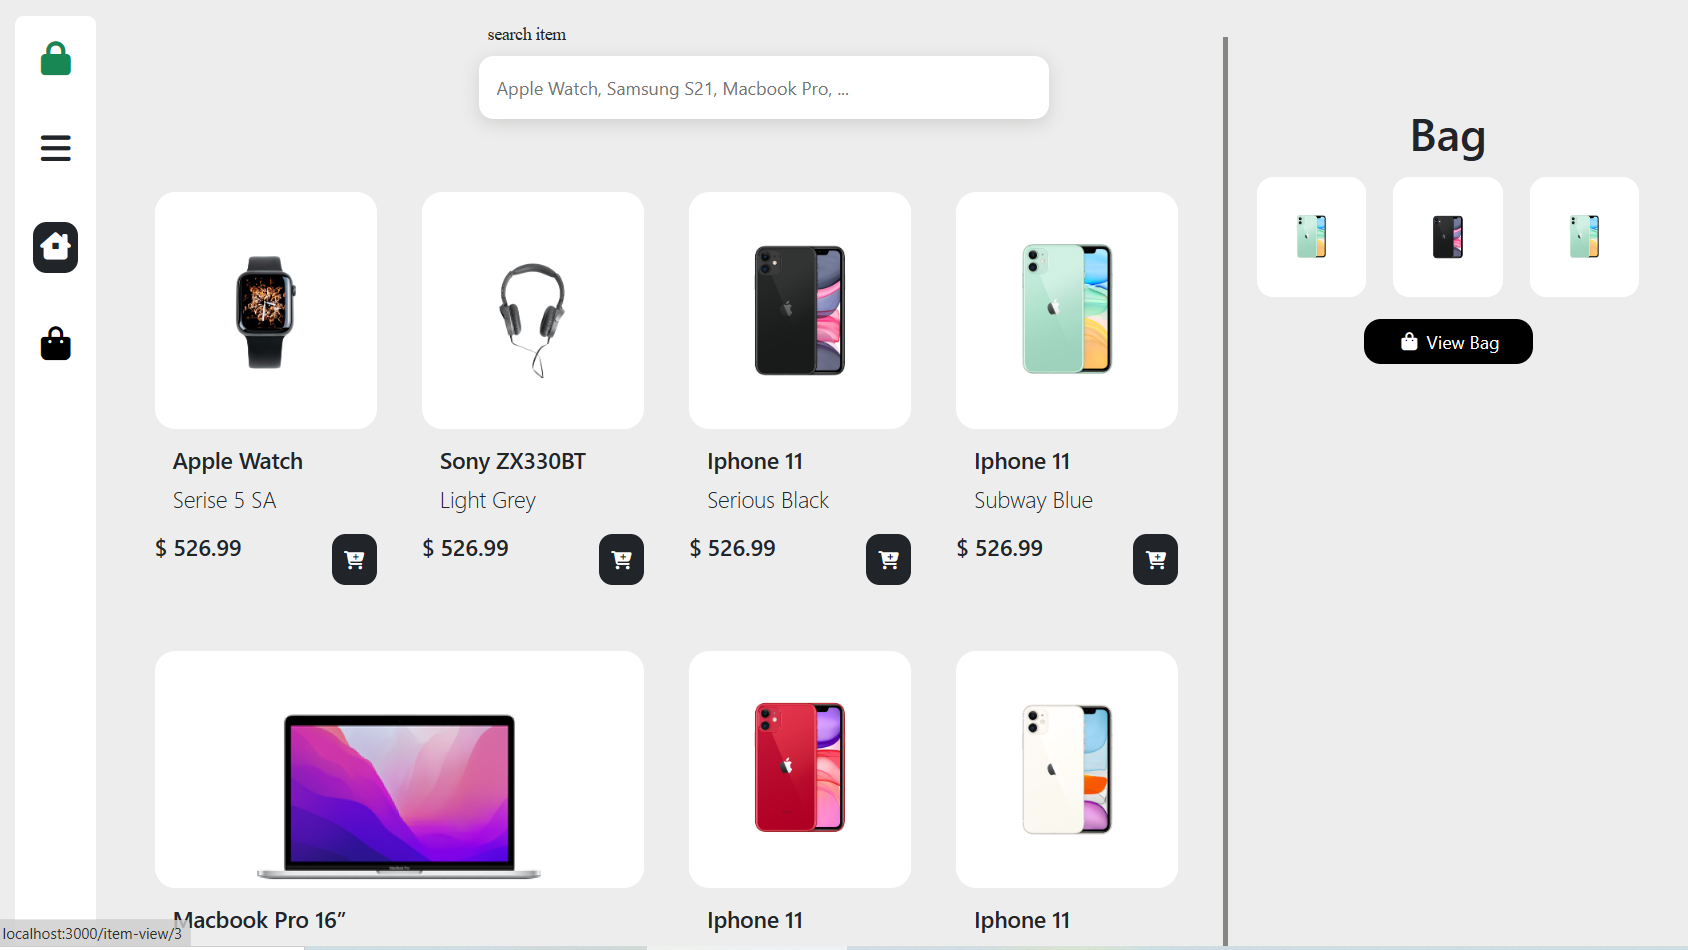 search item
Apple Watch, Samsung S21, Macbook Pro, ...
Bag
View Bag
Apple Watch
Serise 5 SA
$ 526.99
Sony ZX330BT
Light Grey
$ 526.99
Iphone 11
Serious Black
$ 526.99
Iphone 11
Subway Blue
$ 526.99
Macbook Pro 16”
Iphone 11
Iphone 11
localhost:3000/item-view/3